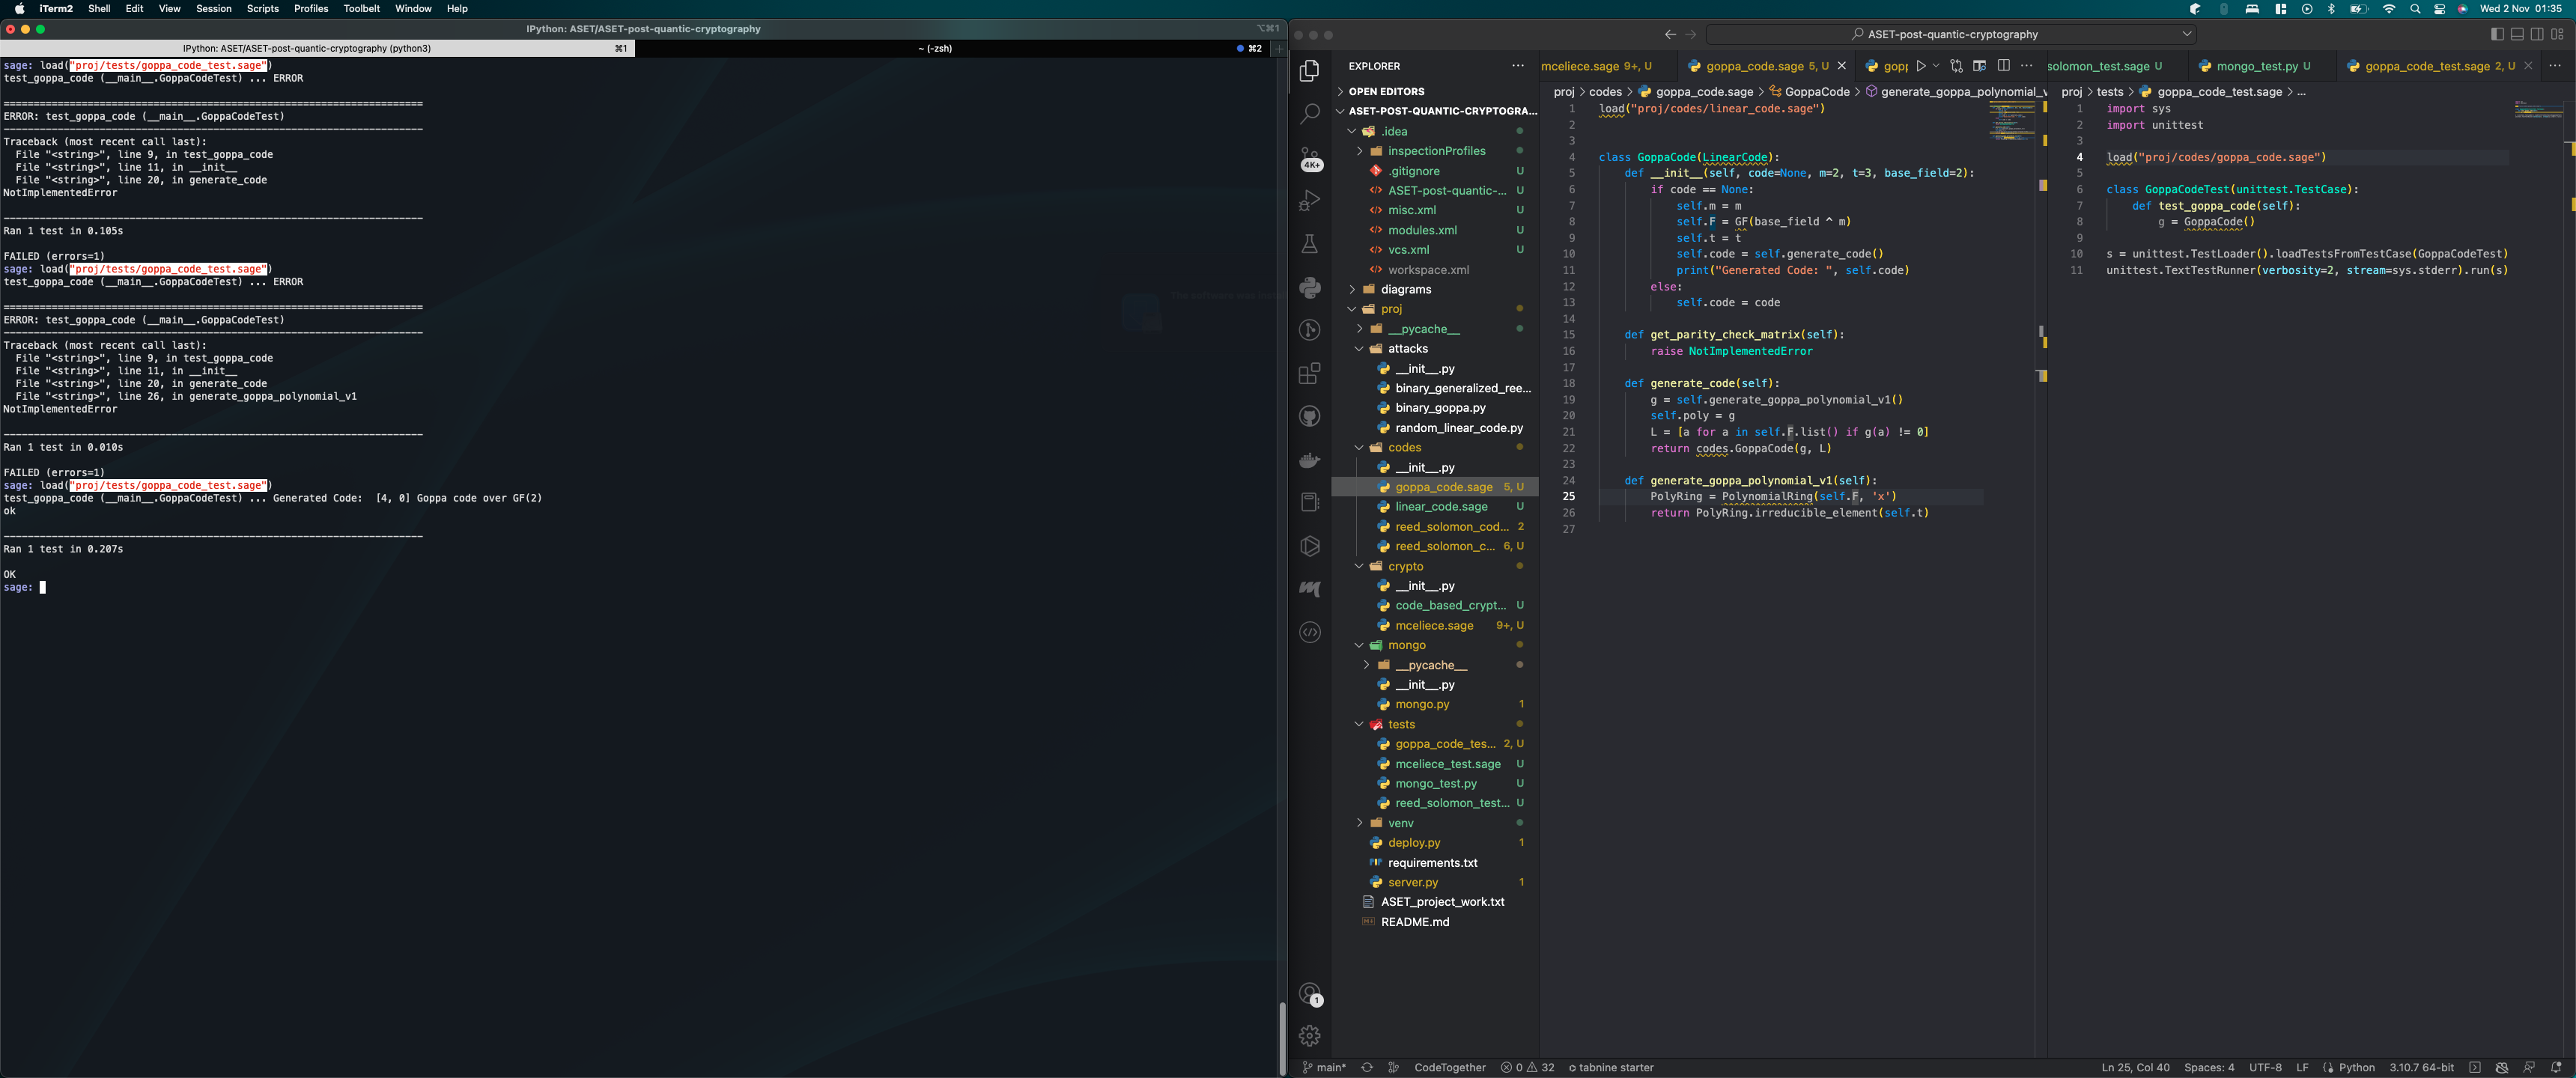 iTerm2 Shell Edit View Session Scripts Profiles Toolbelt Window Help
Wed 2 Nov 01:35
IPython: ASET/ASET-post-quantic-cryptography
⌥⌘1
IPython: ASET/ASET-post-quantic-cryptography (python3) ⌘1
~ (-zsh) ⌘2
sage: load("proj/tests/goppa_code_test.sage")
test_goppa_code (__main__.GoppaCodeTest) ... ERROR
======================================================================
ERROR: test_goppa_code (__main__.GoppaCodeTest)
----------------------------------------------------------------------
Traceback (most recent call last):
  File "<string>", line 9, in test_goppa_code
  File "<string>", line 11, in __init__
  File "<string>", line 20, in generate_code
NotImplementedError
----------------------------------------------------------------------
Ran 1 test in 0.105s
FAILED (errors=1)
sage: load("proj/tests/goppa_code_test.sage")
test_goppa_code (__main__.GoppaCodeTest) ... ERROR
======================================================================
ERROR: test_goppa_code (__main__.GoppaCodeTest)
----------------------------------------------------------------------
Traceback (most recent call last):
  File "<string>", line 9, in test_goppa_code
  File "<string>", line 11, in __init__
  File "<string>", line 20, in generate_code
  File "<string>", line 26, in generate_goppa_polynomial_v1
NotImplementedError
----------------------------------------------------------------------
Ran 1 test in 0.010s
FAILED (errors=1)
sage: load("proj/tests/goppa_code_test.sage")
test_goppa_code (__main__.GoppaCodeTest) ... Generated Code:  [4, 0] Goppa code over GF(2)
ok
----------------------------------------------------------------------
Ran 1 test in 0.207s
OK
sage:
ASET-post-quantic-cryptography
4K+
1
EXPLORER ...
OPEN EDITORS
ASET-POST-QUANTIC-CRYPTOGRA...
.idea
inspectionProfiles
.gitignore U
ASET-post-quantic-... U
misc.xml U
modules.xml U
vcs.xml U
workspace.xml
diagrams
proj
__pycache__
attacks
__init__.py
binary_generalized_ree...
binary_goppa.py
random_linear_code.py
codes
__init__.py
goppa_code.sage 5, U
linear_code.sage U
reed_solomon_cod... 2
reed_solomon_c... 6, U
crypto
__init__.py
code_based_crypt... U
mceliece.sage 9+, U
mongo
__pycache__
__init__.py
mongo.py 1
tests
goppa_code_tes... 2, U
mceliece_test.sage U
mongo_test.py U
reed_solomon_test... U
venv
deploy.py 1
requirements.txt
server.py 1
ASET_project_work.txt
README.md
mceliece.sage 9+, U
goppa_code.sage 5, U
gopp
proj > codes > goppa_code.sage > GoppaCode > generate_goppa_polynomial_v
1 load("proj/codes/linear_code.sage")
2
3
4 class GoppaCode(LinearCode):
5     def __init__(self, code=None, m=2, t=3, base_field=2):
6         if code == None:
7             self.m = m
8             self.F = GF(base_field ^ m)
9             self.t = t
10             self.code = self.generate_code()
11             print("Generated Code: ", self.code)
12         else:
13             self.code = code
14
15     def get_parity_check_matrix(self):
16         raise NotImplementedError
17
18     def generate_code(self):
19         g = self.generate_goppa_polynomial_v1()
20         self.poly = g
21         L = [a for a in self.F.list() if g(a) != 0]
22         return codes.GoppaCode(g, L)
23
24     def generate_goppa_polynomial_v1(self):
25         PolyRing = PolynomialRing(self.F, 'x')
26         return PolyRing.irreducible_element(self.t)
27
solomon_test.sage U
mongo_test.py U
goppa_code_test.sage 2, U
proj > tests > goppa_code_test.sage > ...
1 import sys
2 import unittest
3
4 load("proj/codes/goppa_code.sage")
5
6 class GoppaCodeTest(unittest.TestCase):
7     def test_goppa_code(self):
8         g = GoppaCode()
9
10 s = unittest.TestLoader().loadTestsFromTestCase(GoppaCodeTest)
11 unittest.TextTestRunner(verbosity=2, stream=sys.stderr).run(s)
main* CodeTogether 0 32 tabnine starter
Ln 25, Col 40 Spaces: 4 UTF-8 LF Python 3.10.7 64-bit